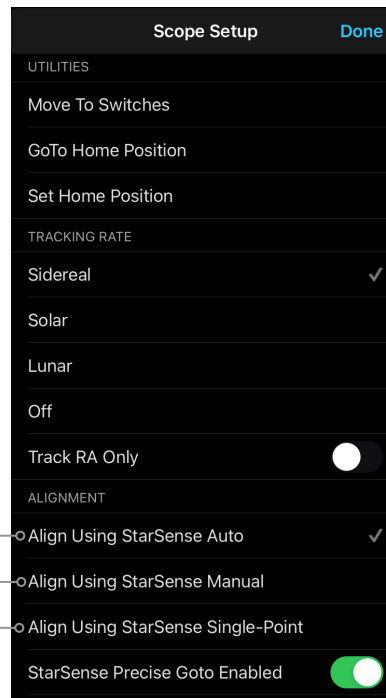 Scope Setup Done
UTILITIES
Move To Switches
GoTo Home Position
Set Home Position
TRACKING RATE
Sidereal
Solar
Lunar
Off
Track RA Only
ALIGNMENT
Align Using StarSense Auto
Align Using StarSense Manual
Align Using StarSense Single-Point
StarSense Precise Goto Enabled